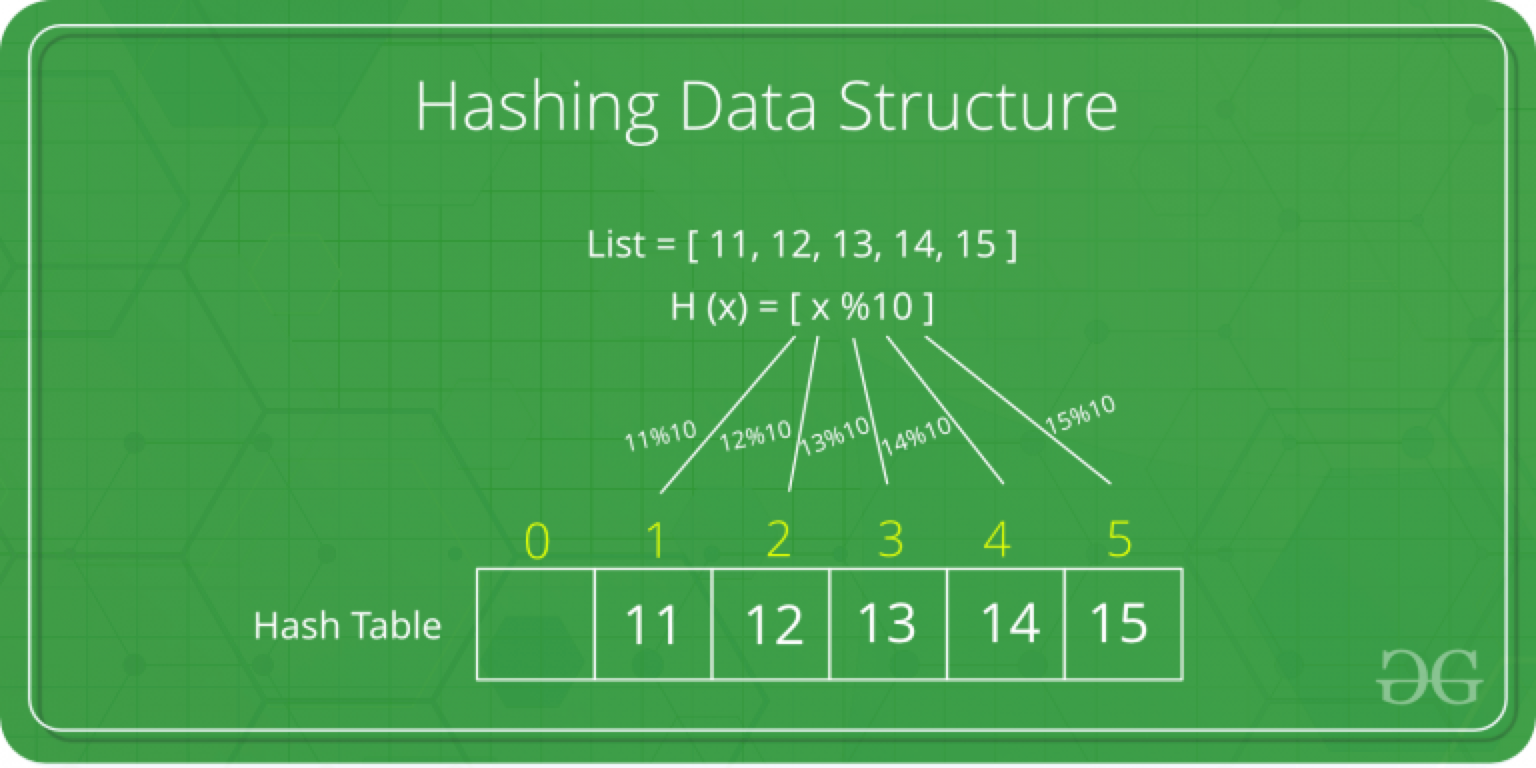 Hashing Data Structure
List = [ 11, 12, 13, 14, 15 ]
H (x) = [ x %10 ]
11%10 12%10 13%10 14%10 15%10
0 1 2 3 4 5
Hash Table 11 12 13 14 15
GG